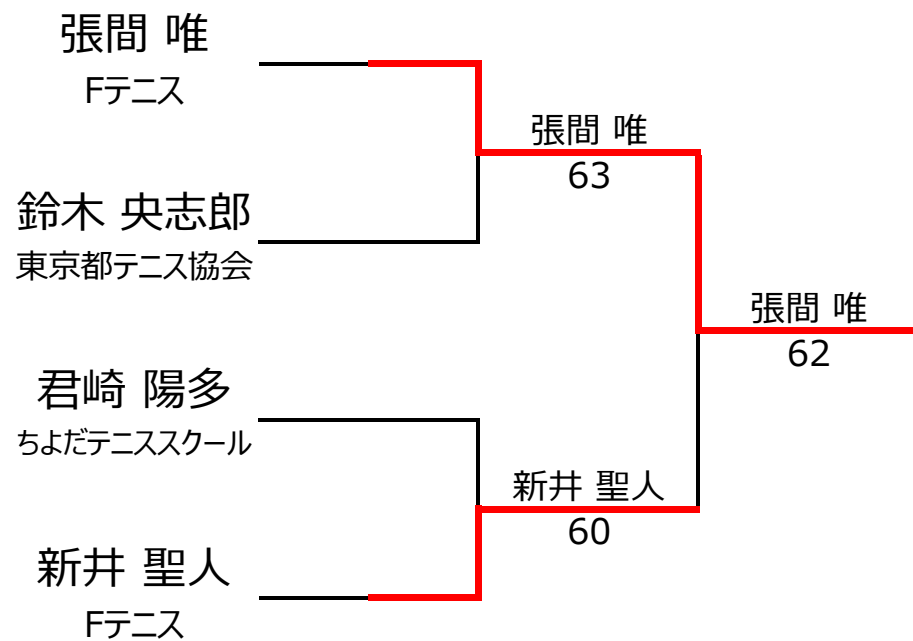 張間 唯
Fテニス
鈴木 央志郎
東京都テニス協会
君崎 陽多
ちよだテニススクール
新井 聖人
Fテニス
張間 唯
63
新井 聖人
60
張間 唯
62